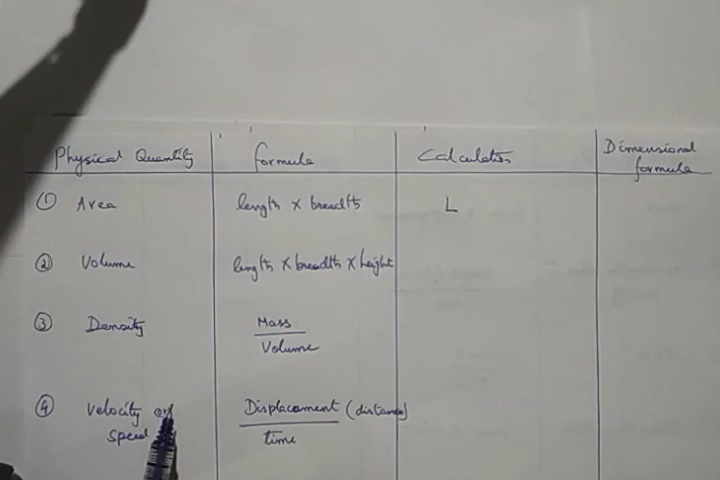 Physical Quantity formula Calculation Dimensional formula
① Area length × breadth L
② Volume length × breadth × height
③ Density Mass
Volume
④ Velocity (or) Displacament (distance)
Speed time